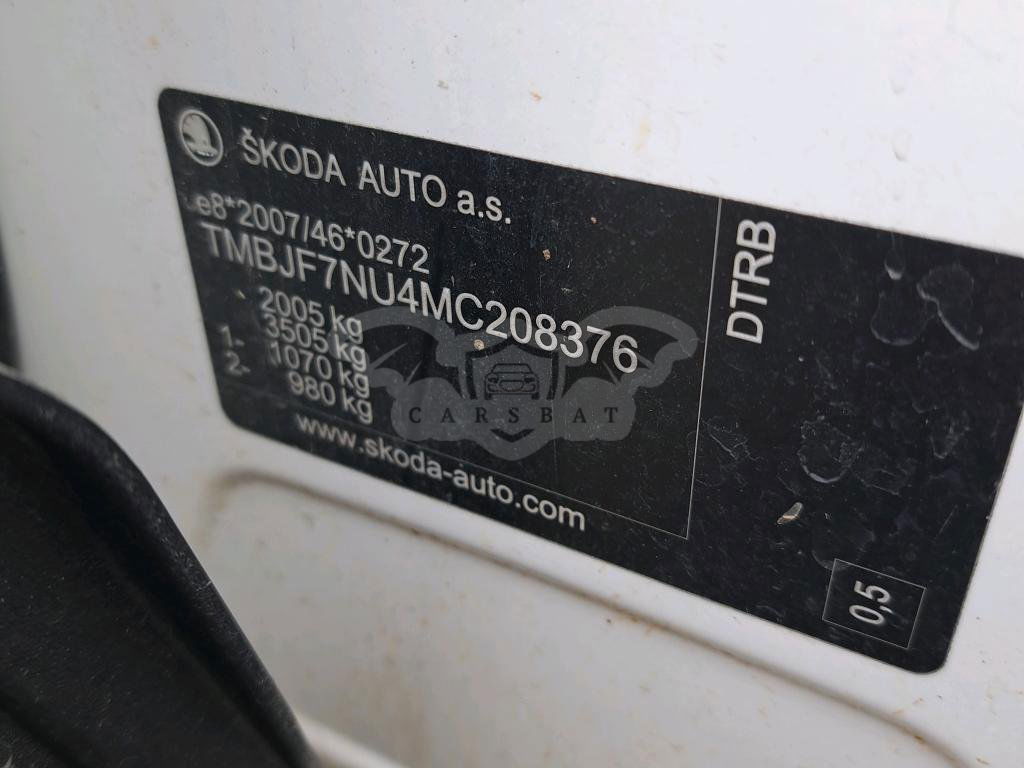 ŠKODA AUTO a.s.
e8*2007/46*0272
TMBJF7NU4MC208376
2005 kg
3505 kg
1- 1070 kg
2- 980 kg
www.skoda-auto.com
DTRB
0,5
CARSBAT